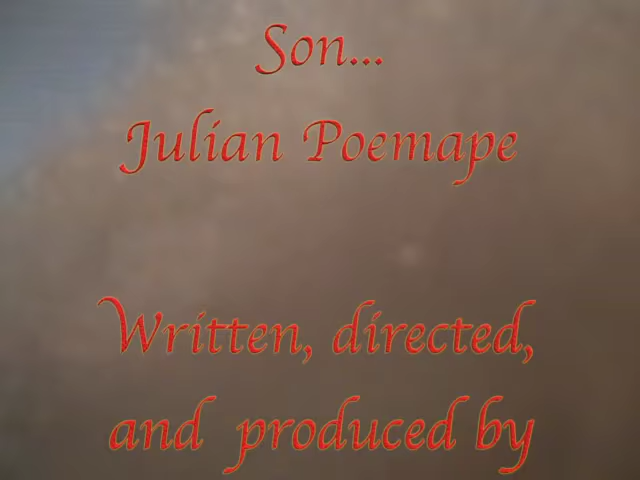 Son...
Julian Poemape
Written, directed,
and produced by